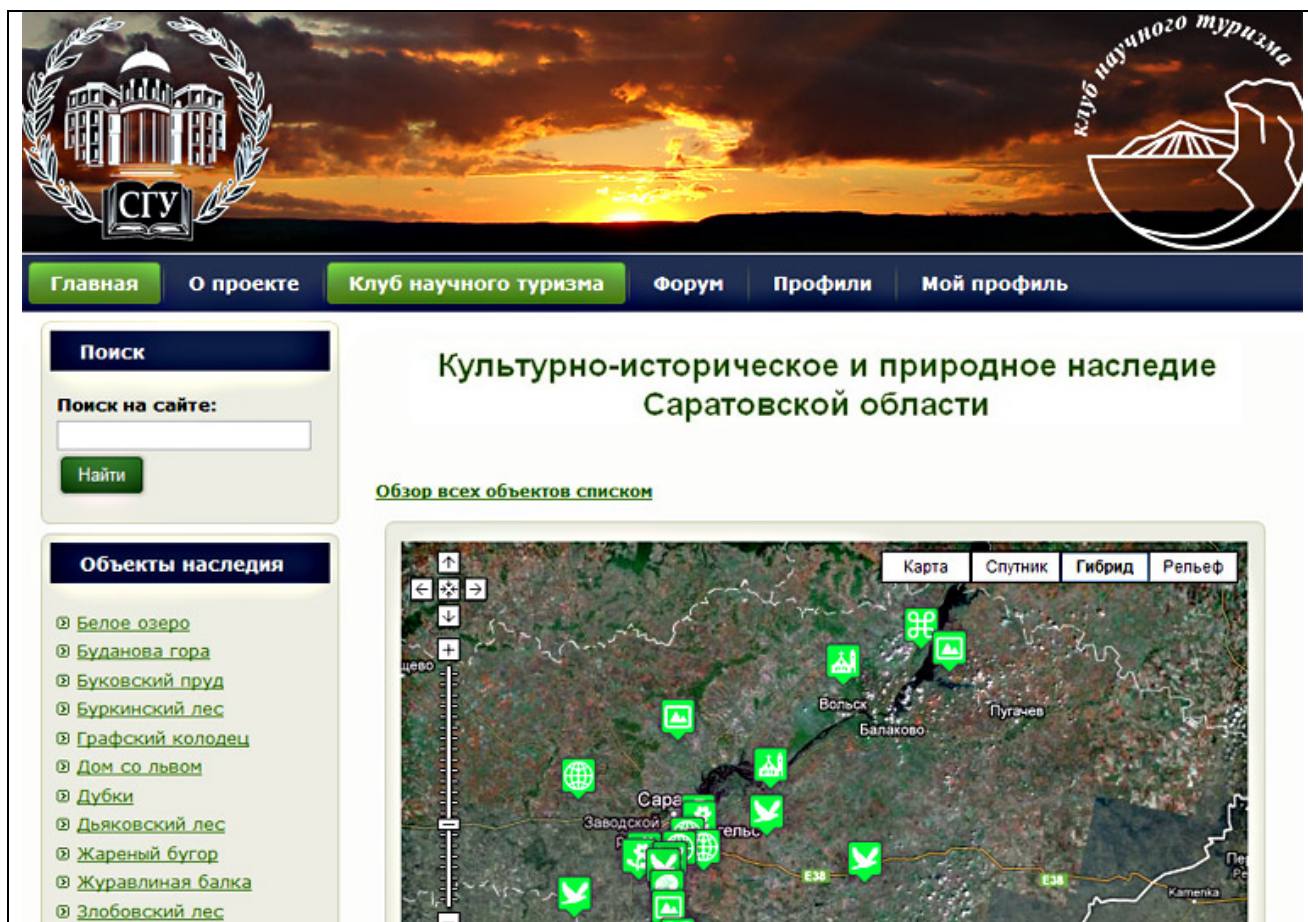 СГУ
клуб научного туризма
Главная
О проекте
Клуб научного туризма
Форум
Профили
Мой профиль
Поиск
Поиск на сайте:
Найти
Объекты наследия
Белое озеро
Буданова гора
Буковский пруд
Буркинский лес
Графский колодец
Дом со львом
Дубки
Дьяковский лес
Жареный бугор
Журавлиная балка
Злобовский лес
Культурно-историческое и природное наследие
Саратовской области
Обзор всех объектов списком
Карта
Спутник
Гибрид
Рельеф
Вольск
Пугачев
Балаково
Заводской
E38
E38
Kamenka